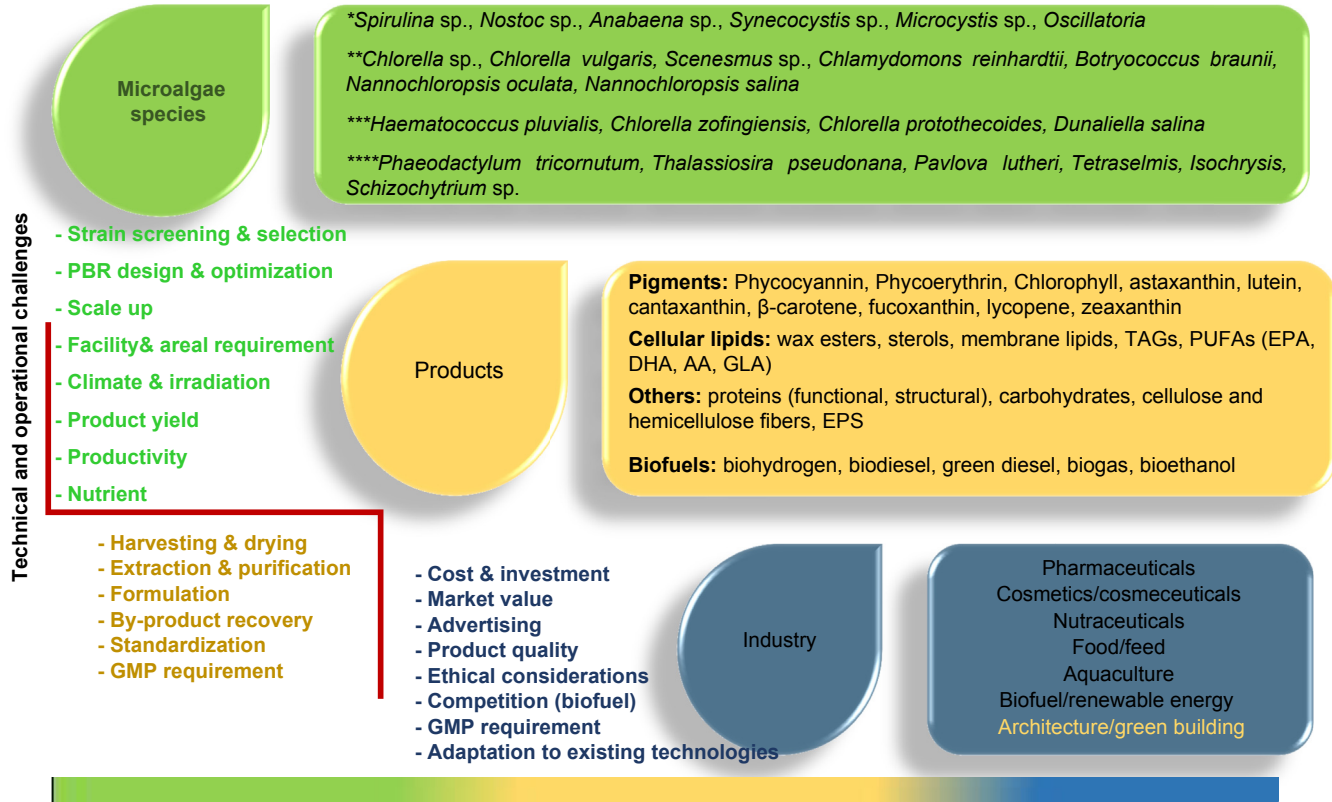 Microalgae
species
*Spirulina sp., Nostoc sp., Anabaena sp., Synecocystis sp., Microcystis sp., Oscillatoria
**Chlorella sp., Chlorella vulgaris, Scenesmus sp., Chlamydomons reinhardtii, Botryococcus braunii,
Nannochloropsis oculata, Nannochloropsis salina
***Haematococcus pluvialis, Chlorella zofingiensis, Chlorella protothecoides, Dunaliella salina
****Phaeodactylum tricornutum, Thalassiosira pseudonana, Pavlova lutheri, Tetraselmis, Isochrysis,
Schizochytrium sp.
Technical and operational challenges
- Strain screening & selection
- PBR design & optimization
- Scale up
- Facility& areal requirement
- Climate & irradiation
- Product yield
- Productivity
- Nutrient
Products
Pigments: Phycocyannin, Phycoerythrin, Chlorophyll, astaxanthin, lutein,
cantaxanthin, β-carotene, fucoxanthin, lycopene, zeaxanthin
Cellular lipids: wax esters, sterols, membrane lipids, TAGs, PUFAs (EPA,
DHA, AA, GLA)
Others: proteins (functional, structural), carbohydrates, cellulose and
hemicellulose fibers, EPS
Biofuels: biohydrogen, biodiesel, green diesel, biogas, bioethanol
- Harvesting & drying
- Extraction & purification
- Formulation
- By-product recovery
- Standardization
- GMP requirement
- Cost & investment
- Market value
- Advertising
- Product quality
- Ethical considerations
- Competition (biofuel)
- GMP requirement
- Adaptation to existing technologies
Industry
Pharmaceuticals
Cosmetics/cosmeceuticals
Nutraceuticals
Food/feed
Aquaculture
Biofuel/renewable energy
Architecture/green building